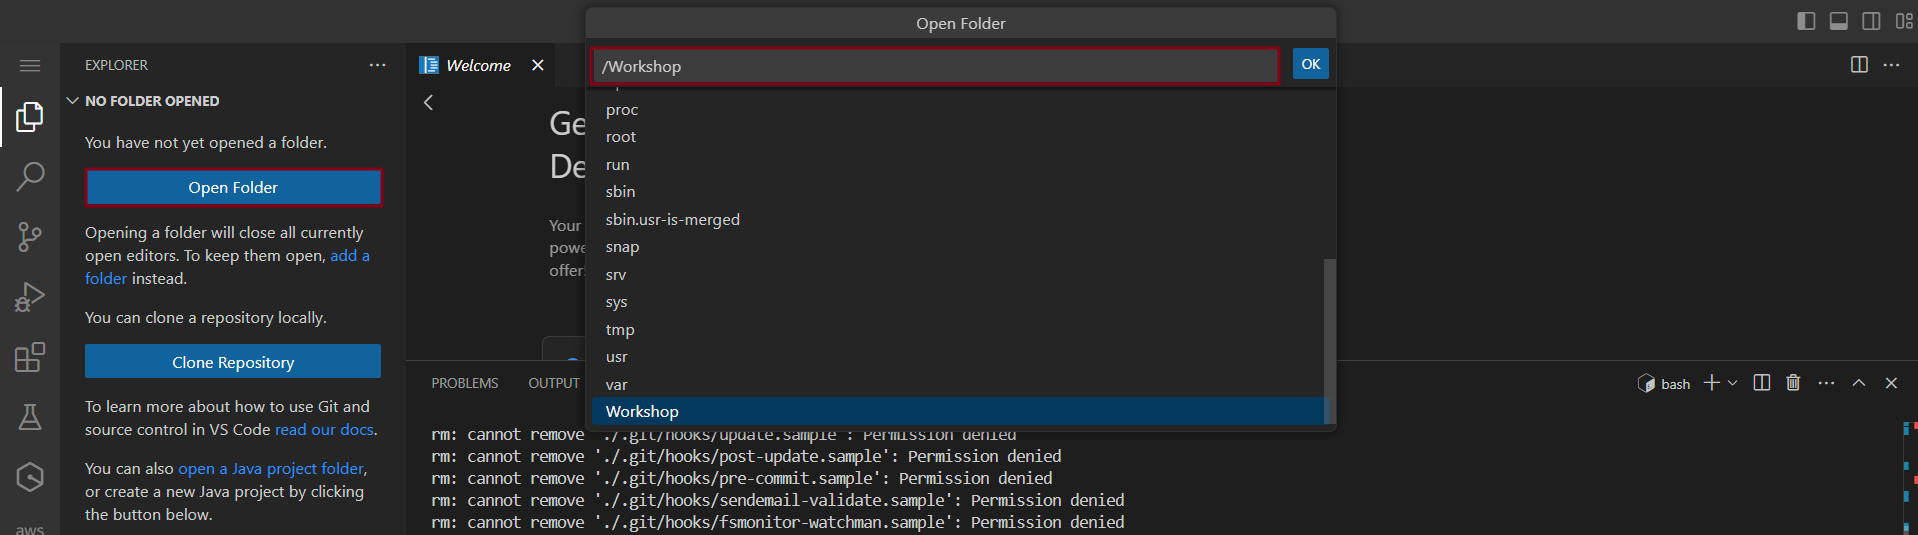 Open Folder
/Workshop
OK
proc
root
run
sbin
sbin.usr-is-merged
snap
srv
sys
tmp
usr
var
Workshop
EXPLORER
NO FOLDER OPENED
You have not yet opened a folder.
Open Folder
Opening a folder will close all currently
open editors. To keep them open, add a
folder instead.
You can clone a repository locally.
Clone Repository
To learn more about how to use Git and
source control in VS Code read our docs.
You can also open a Java project folder,
or create a new Java project by clicking
the button below.
aws
Welcome
Ge
De
Your
powe
offer
PROBLEMS
OUTPUT
bash
rm: cannot remove './.git/hooks/update.sample': Permission denied
rm: cannot remove './.git/hooks/post-update.sample': Permission denied
rm: cannot remove './.git/hooks/pre-commit.sample': Permission denied
rm: cannot remove './.git/hooks/sendemail-validate.sample': Permission denied
rm: cannot remove './.git/hooks/fsmonitor-watchman.sample': Permission denied